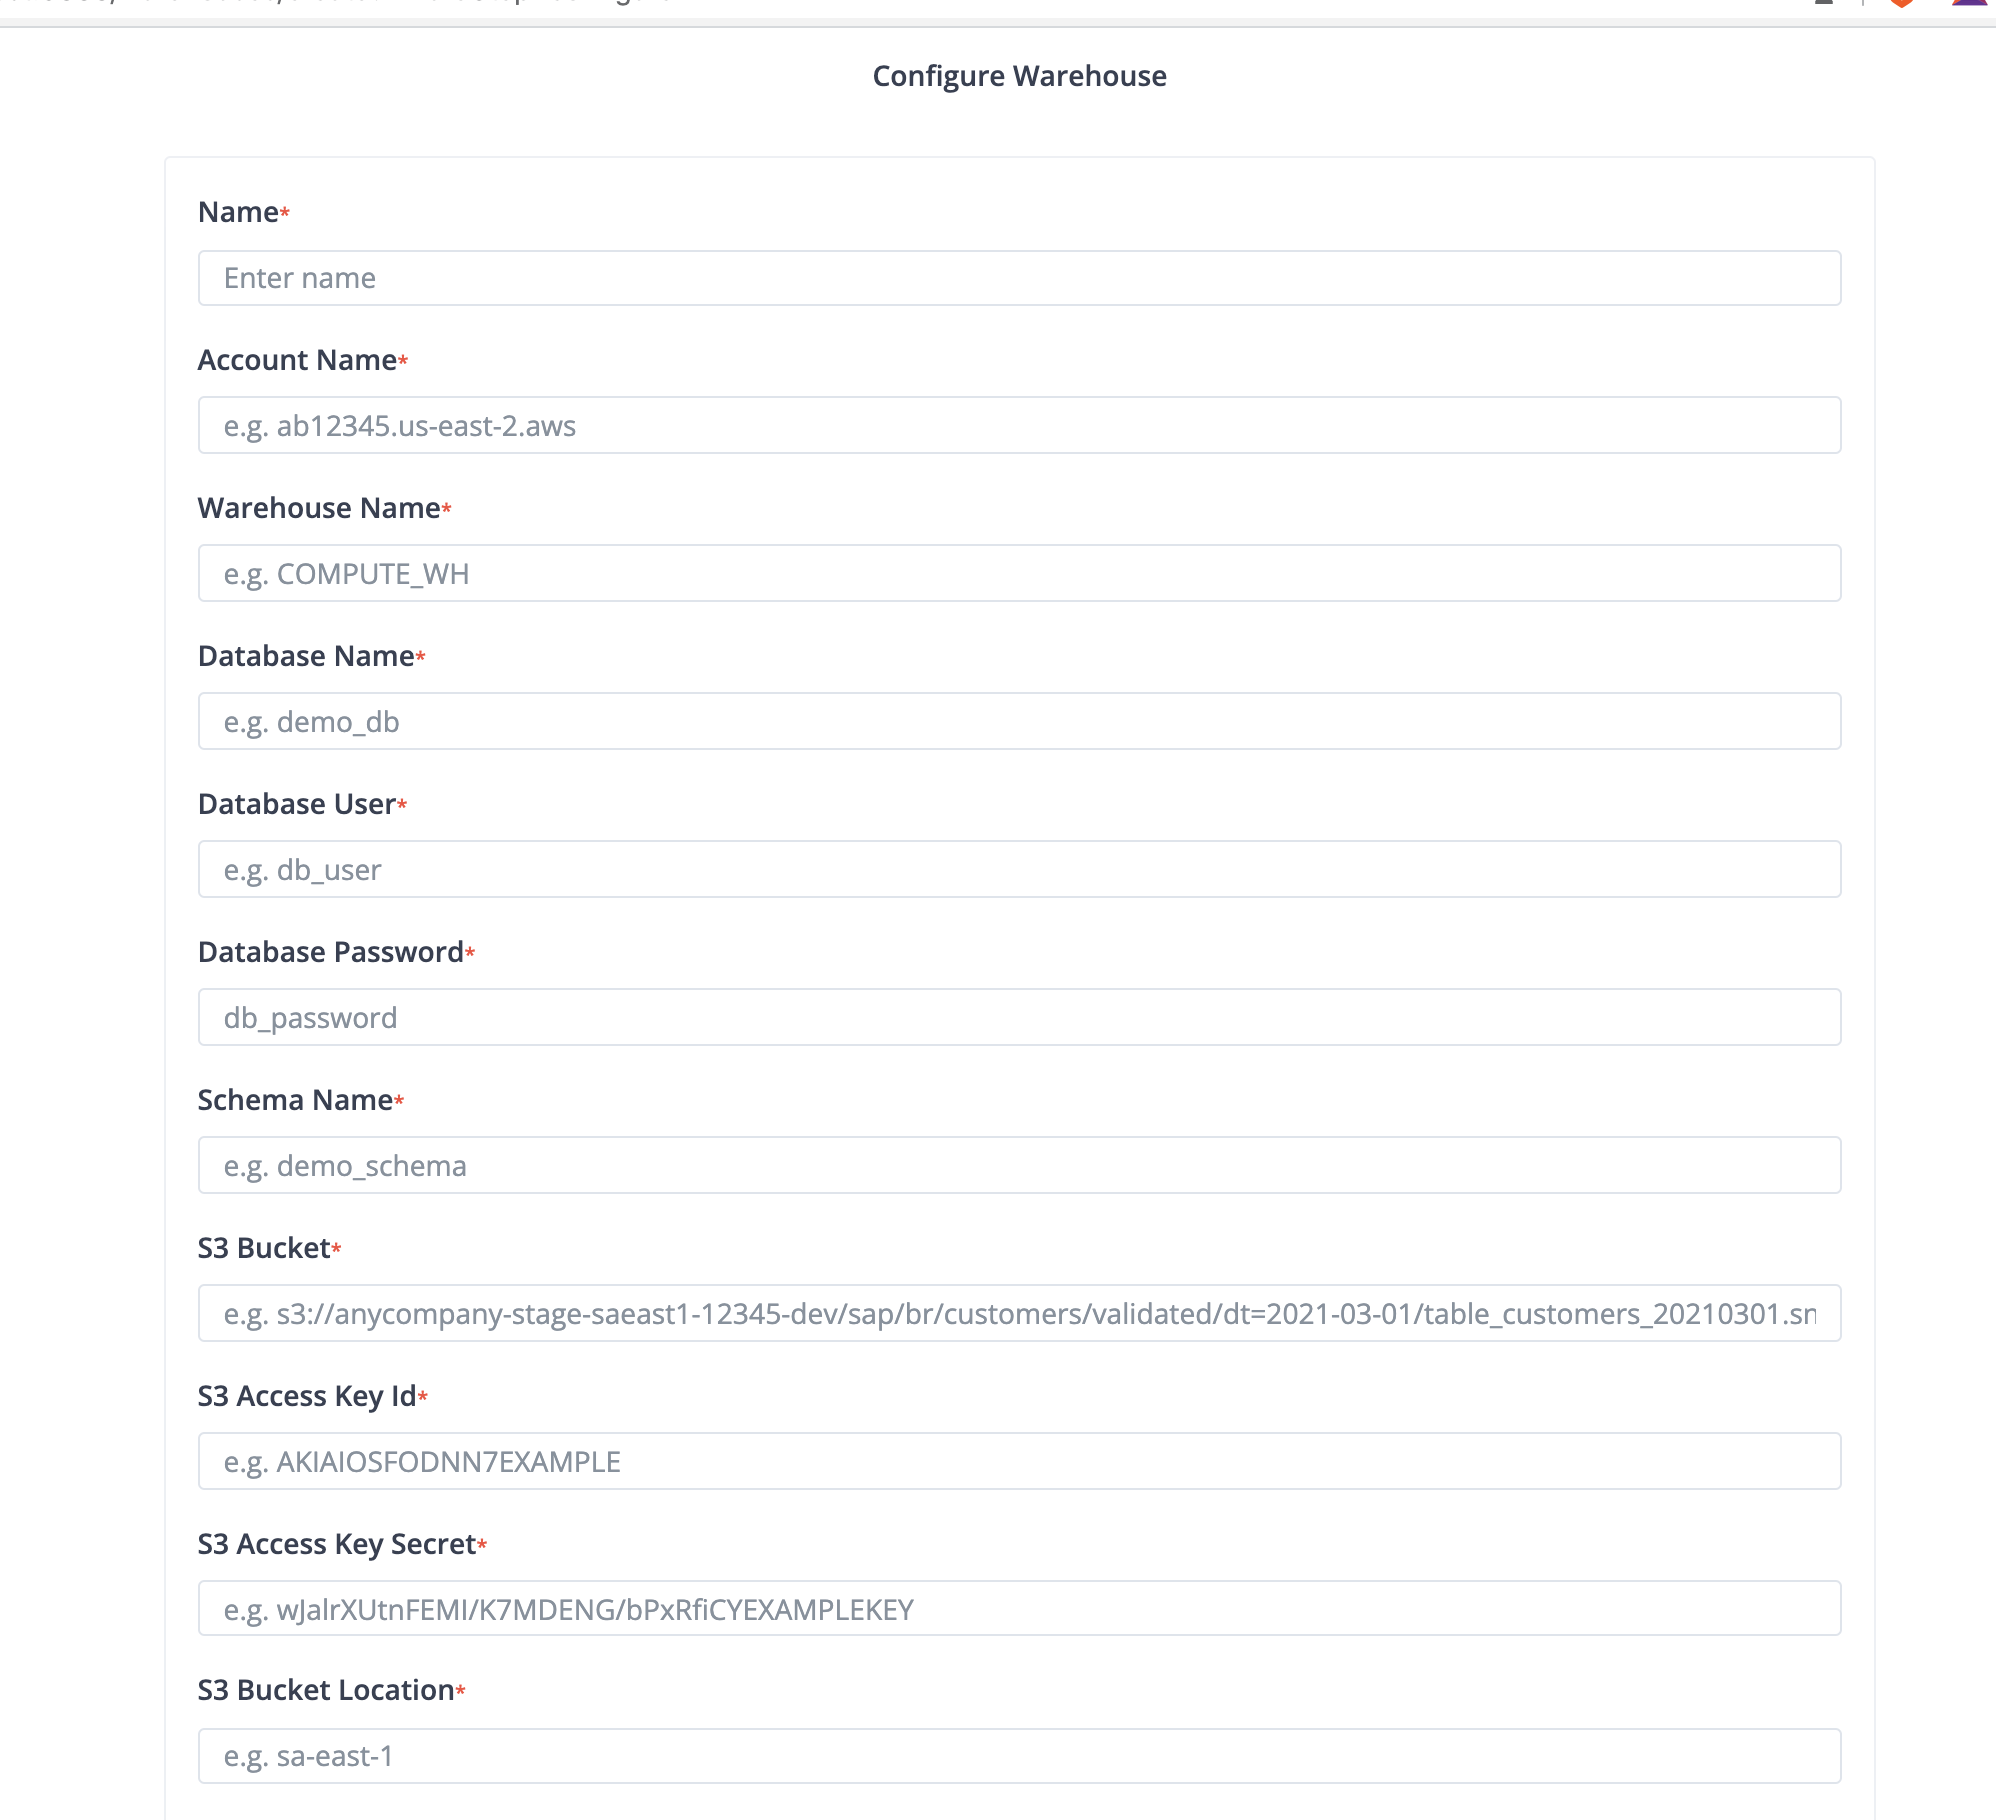 Configure Warehouse
Name*
Enter name
Account Name*
e.g. ab12345.us-east-2.aws
Warehouse Name*
e.g. COMPUTE_WH
Database Name*
e.g. demo_db
Database User*
e.g. db_user
Database Password*
db_password
Schema Name*
e.g. demo_schema
S3 Bucket*
e.g. s3://anycompany-stage-saeast1-12345-dev/sap/br/customers/validated/dt=2021-03-01/table_customers_20210301.sn
S3 Access Key Id*
e.g. AKIAIOSFODNN7EXAMPLE
S3 Access Key Secret*
e.g. wJalrXUtnFEMI/K7MDENG/bPxRfiCYEXAMPLEKEY
S3 Bucket Location*
e.g. sa-east-1